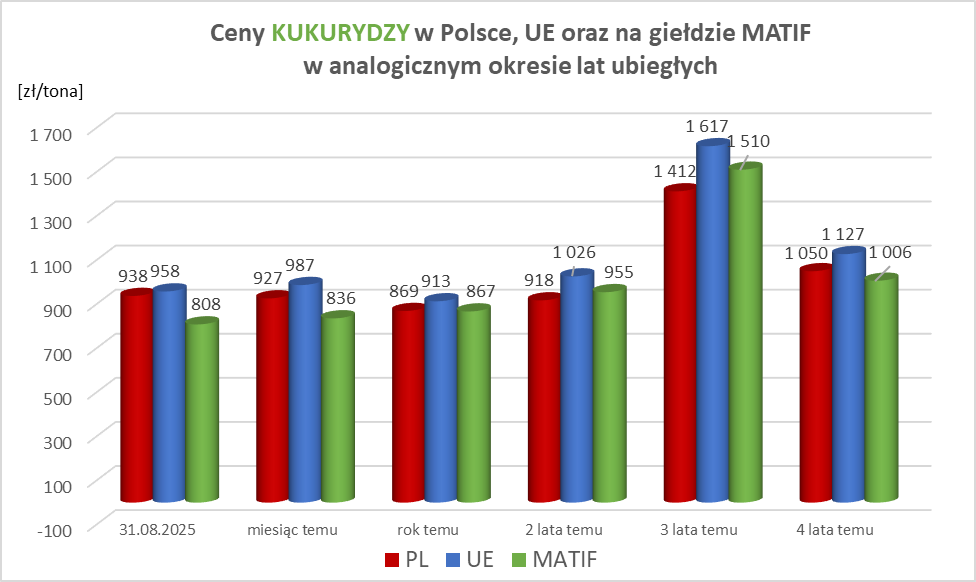 Ceny KUKURYDZY w Polsce, UE oraz na giełdzie MATIF
w analogicznym okresie lat ubiegłych
[zł/tona]
1 700
1 500
1 300
1 100
900
700
500
300
100
-100
938 958 808
927 987 836
869 913 867
918 1 026 955
1 412 1 617 1 510
1 050 1 127 1 006
31.08.2025 miesiąc temu rok temu 2 lata temu 3 lata temu 4 lata temu
PL UE MATIF